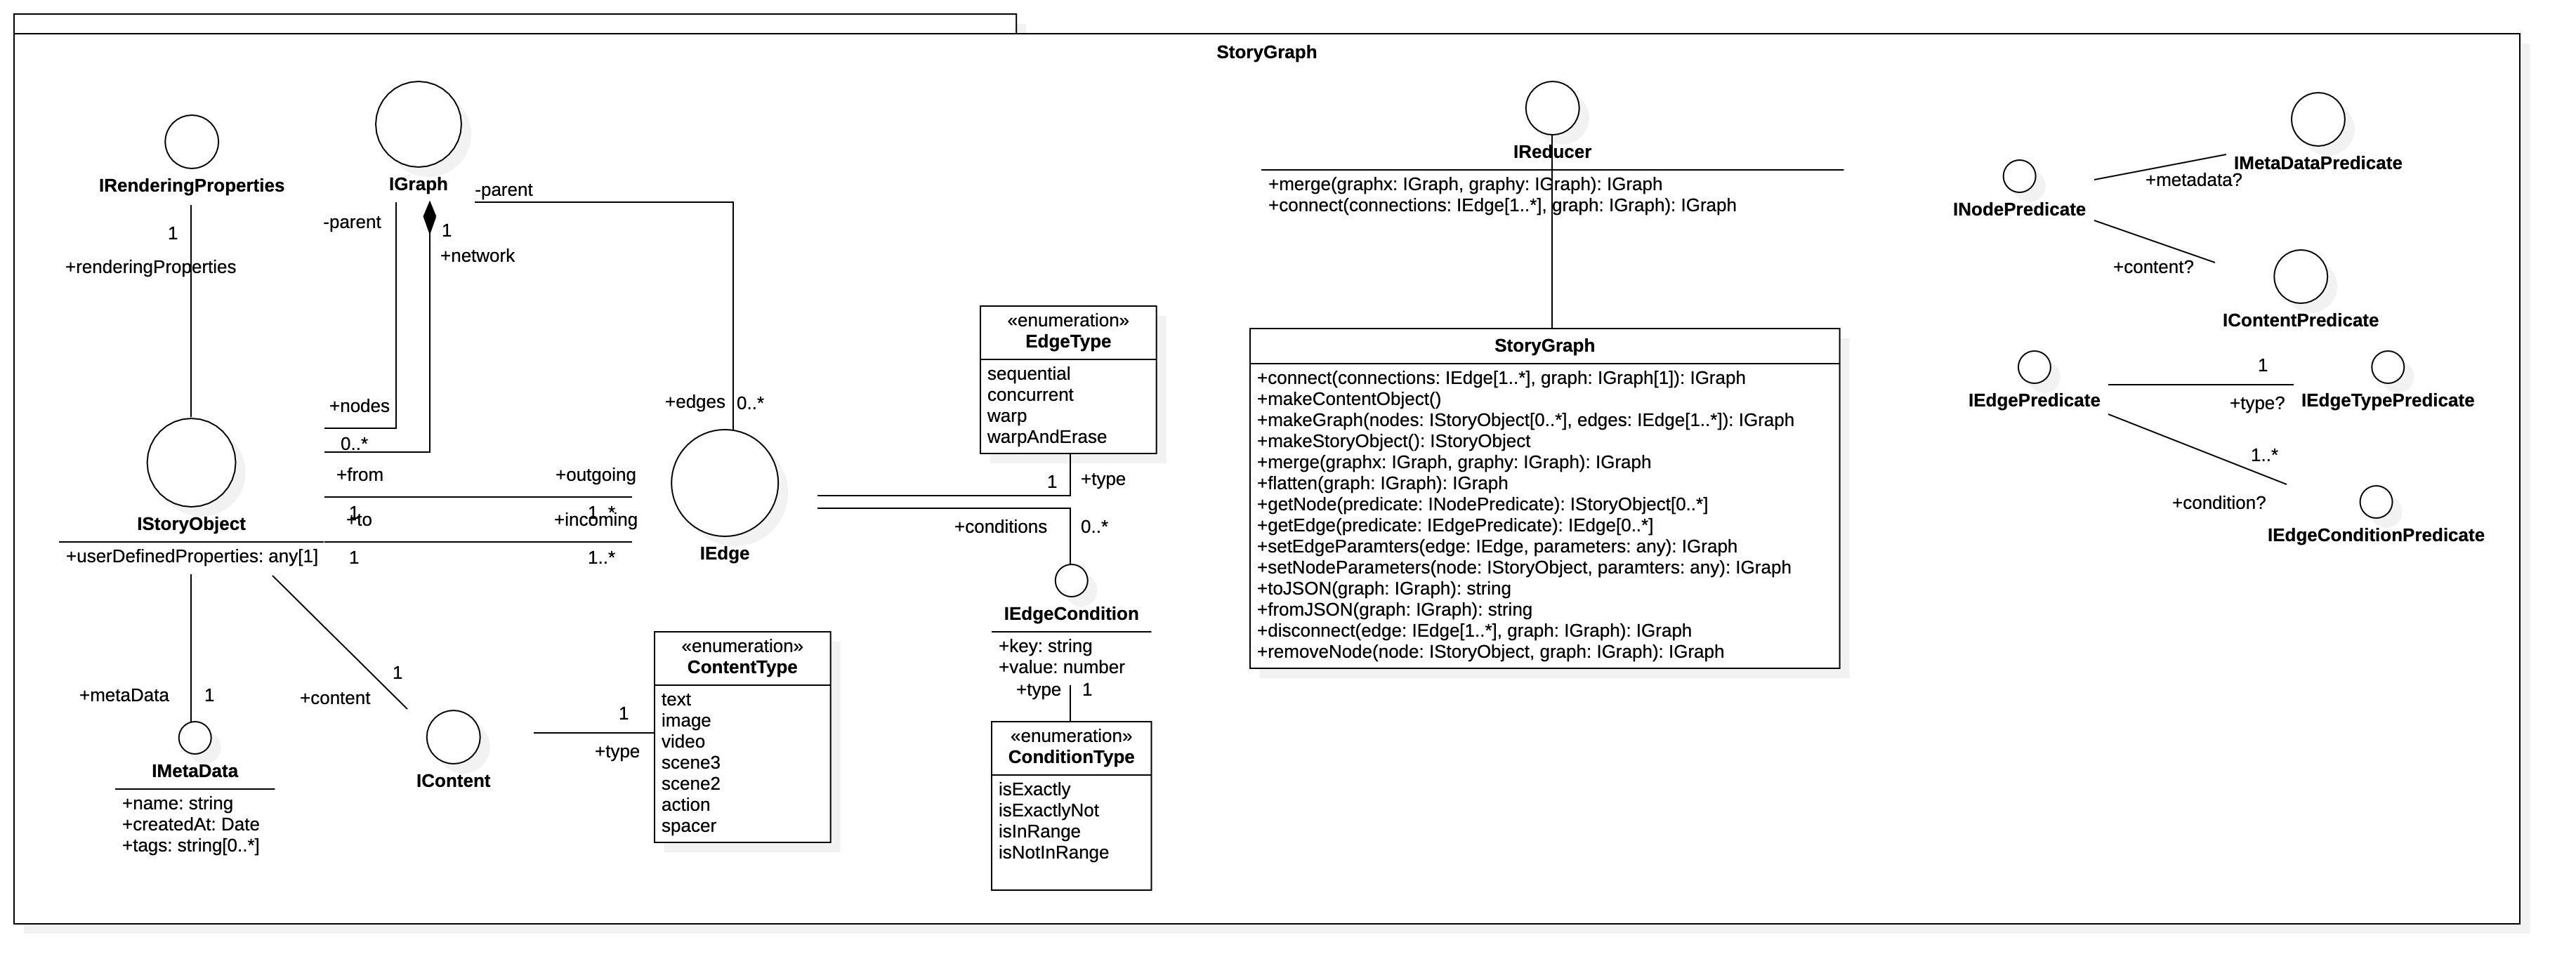 StoryGraph
IRenderingProperties
1
+renderingProperties
IGraph
-parent
-parent
1
+network
+nodes
0..*
+edges
0..*
+from
+outgoing
1
1..*
+to
+incoming
1
1..*
IStoryObject
+userDefinedProperties: any[1]
IEdge
+metaData
1
IMetaData
+name: string
+createdAt: Date
+tags: string[0..*]
1
+content
IContent
1
+type
«enumeration»
ContentType
text
image
video
scene3
scene2
action
spacer
«enumeration»
EdgeType
sequential
concurrent
warp
warpAndErase
1
+type
+conditions
0..*
IEdgeCondition
+key: string
+value: number
+type
1
«enumeration»
ConditionType
isExactly
isExactlyNot
isInRange
isNotInRange
IReducer
+merge(graphx: IGraph, graphy: IGraph): IGraph
+connect(connections: IEdge[1..*], graph: IGraph): IGraph
StoryGraph
+connect(connections: IEdge[1..*], graph: IGraph[1]): IGraph
+makeContentObject()
+makeGraph(nodes: IStoryObject[0..*], edges: IEdge[1..*]): IGraph
+makeStoryObject(): IStoryObject
+merge(graphx: IGraph, graphy: IGraph): IGraph
+flatten(graph: IGraph): IGraph
+getNode(predicate: INodePredicate): IStoryObject[0..*]
+getEdge(predicate: IEdgePredicate): IEdge[0..*]
+setEdgeParamters(edge: IEdge, parameters: any): IGraph
+setNodeParameters(node: IStoryObject, paramters: any): IGraph
+toJSON(graph: IGraph): string
+fromJSON(graph: IGraph): string
+disconnect(edge: IEdge[1..*], graph: IGraph): IGraph
+removeNode(node: IStoryObject, graph: IGraph): IGraph
INodePredicate
IMetaDataPredicate
+metadata?
+content?
IContentPredicate
IEdgePredicate
1
+type?
IEdgeTypePredicate
1..*
+condition?
IEdgeConditionPredicate